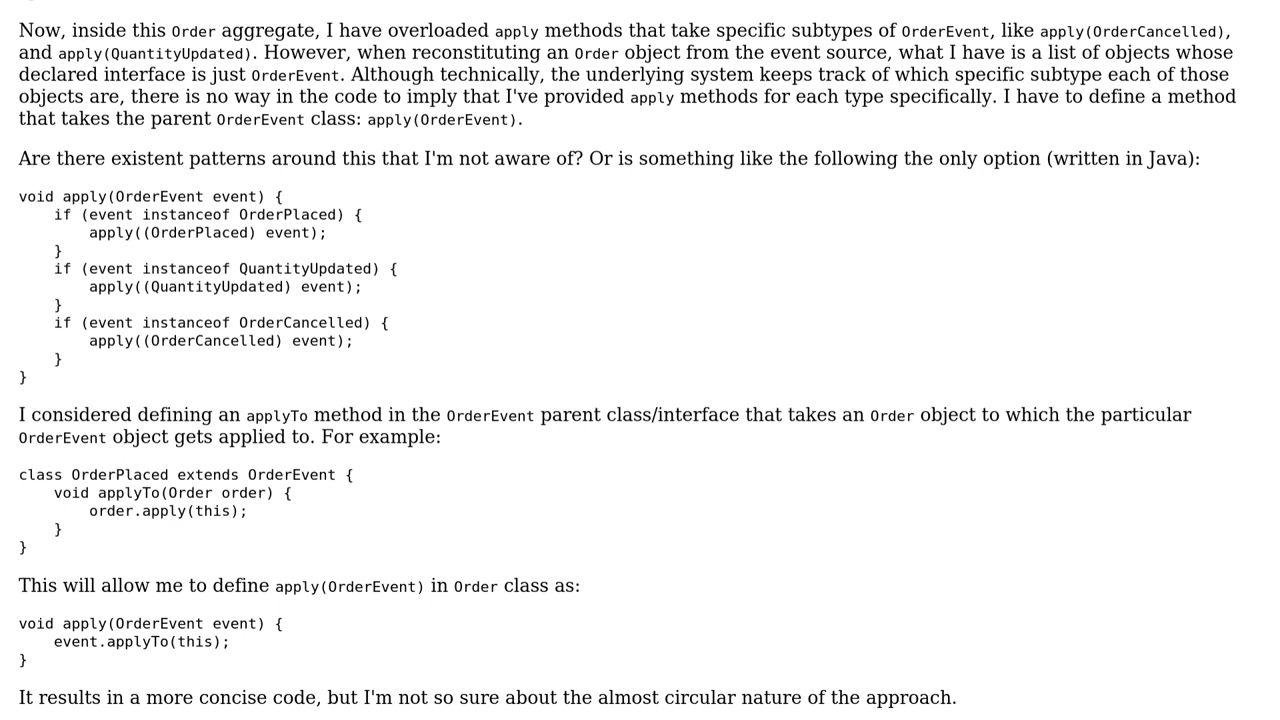 Now, inside this Order aggregate, I have overloaded apply methods that take specific subtypes of OrderEvent, like apply(OrderCancelled),
and apply(QuantityUpdated). However, when reconstituting an Order object from the event source, what I have is a list of objects whose
declared interface is just OrderEvent. Although technically, the underlying system keeps track of which specific subtype each of those
objects are, there is no way in the code to imply that I've provided apply methods for each type specifically. I have to define a method
that takes the parent OrderEvent class: apply(OrderEvent).
Are there existent patterns around this that I'm not aware of? Or is something like the following the only option (written in Java):
void apply(OrderEvent event) {
    if (event instanceof OrderPlaced) {
        apply((OrderPlaced) event);
    }
    if (event instanceof QuantityUpdated) {
        apply((QuantityUpdated) event);
    }
    if (event instanceof OrderCancelled) {
        apply((OrderCancelled) event);
    }
}
I considered defining an applyTo method in the OrderEvent parent class/interface that takes an Order object to which the particular
OrderEvent object gets applied to. For example:
class OrderPlaced extends OrderEvent {
    void applyTo(Order order) {
        order.apply(this);
    }
}
This will allow me to define apply(OrderEvent) in Order class as:
void apply(OrderEvent event) {
    event.applyTo(this);
}
It results in a more concise code, but I'm not so sure about the almost circular nature of the approach.